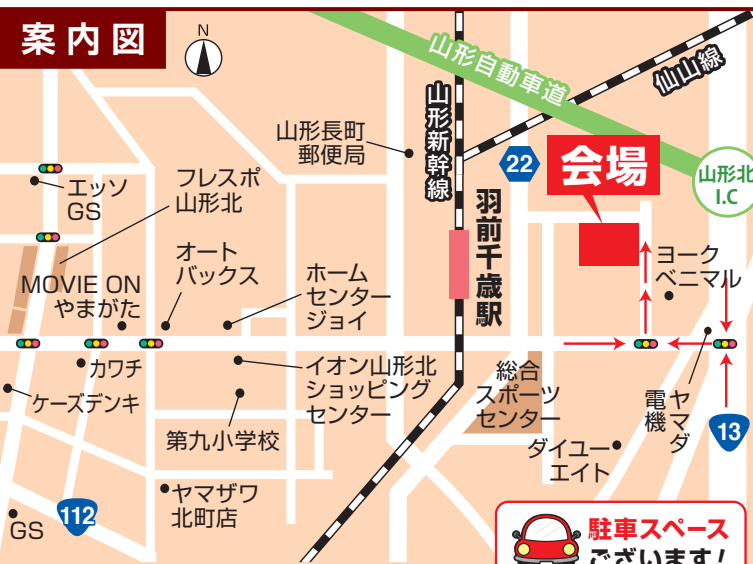 案内図
N
山形自動車道
仙山線
山形新幹線
山形長町
郵便局
22
会場
山形北
I.C
エッソ
GS
フレスポ
山形北
羽前千歳駅
オート
バックス
ホーム
センター
ジョイ
ヨーク
ベニマル
MOVIE ON
やまがた
カワチ
イオン山形北
ショッピング
センター
総合
スポーツ
センター
ケーズデンキ
ヤマダ
電機
13
第九小学校
ダイユー
エイト
ヤマザワ
北町店
112
GS
駐車スペース
ございます!